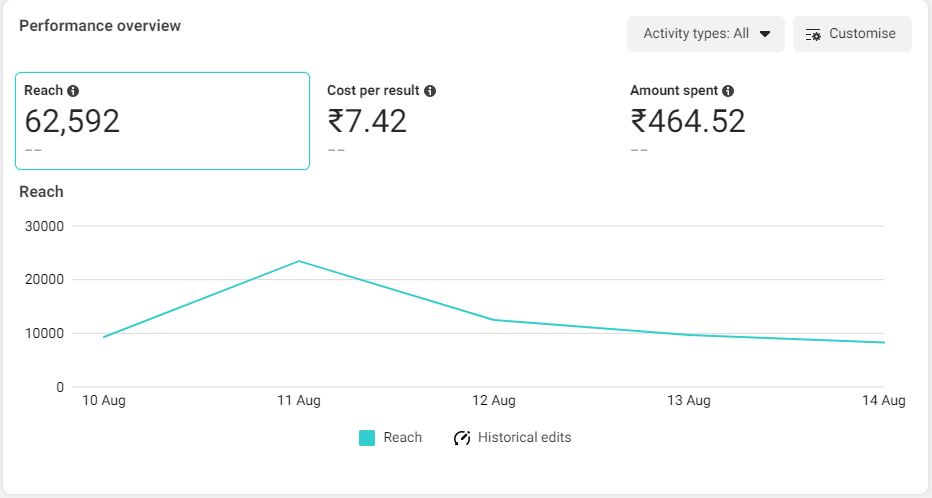 Performance overview
Activity types: All
Customise
Reach
62,592
--
Cost per result
₹7.42
--
Amount spent
₹464.52
--
Reach
30000
20000
10000
0
10 Aug 11 Aug 12 Aug 13 Aug 14 Aug
Reach Historical edits